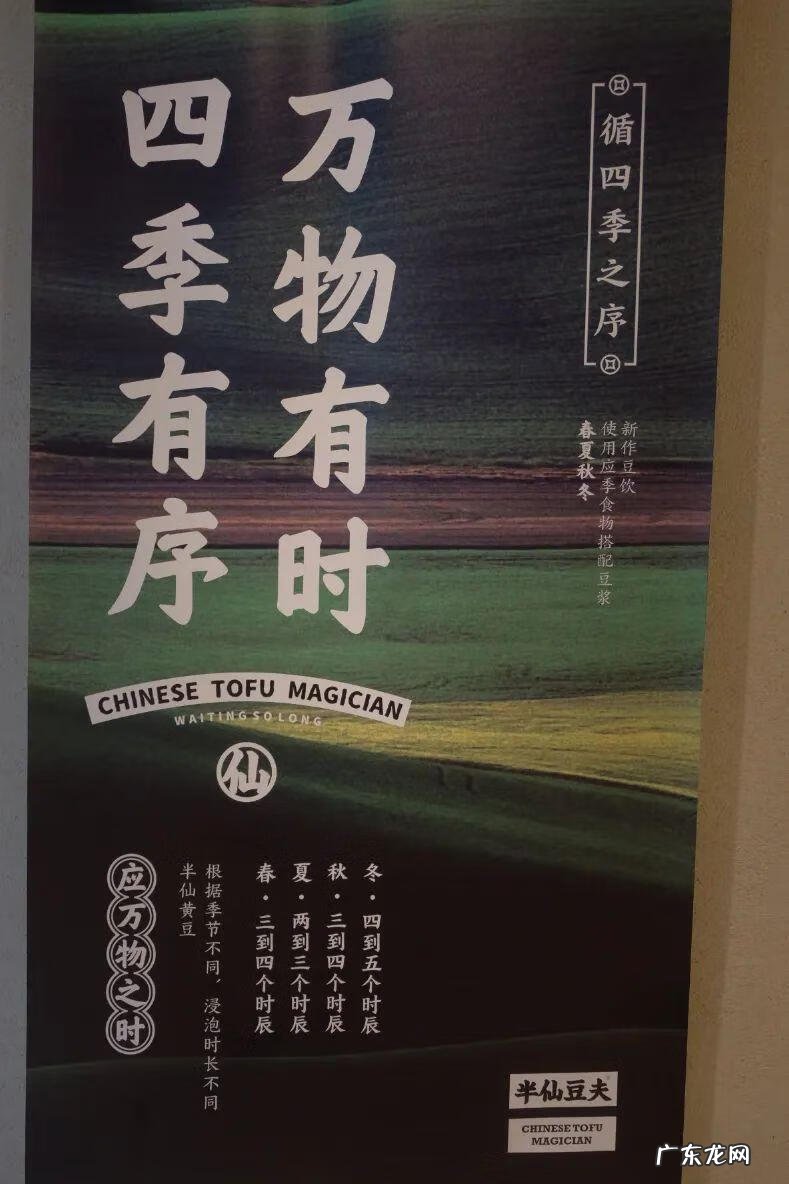 万物有时
四季有序
循四季之序
新作豆饮
使用应季食物搭配豆浆
春夏秋冬
CHINESE TOFU MAGICIAN
WAITING SO LONG
仙
应万物之时
半仙黄豆
根据季节不同，浸泡时长不同
春·三到四个时辰
夏·两到三个时辰
秋·三到四个时辰
冬·四到五个时辰
半仙豆夫
CHINESE TOFU
MAGICIAN
广东龙网